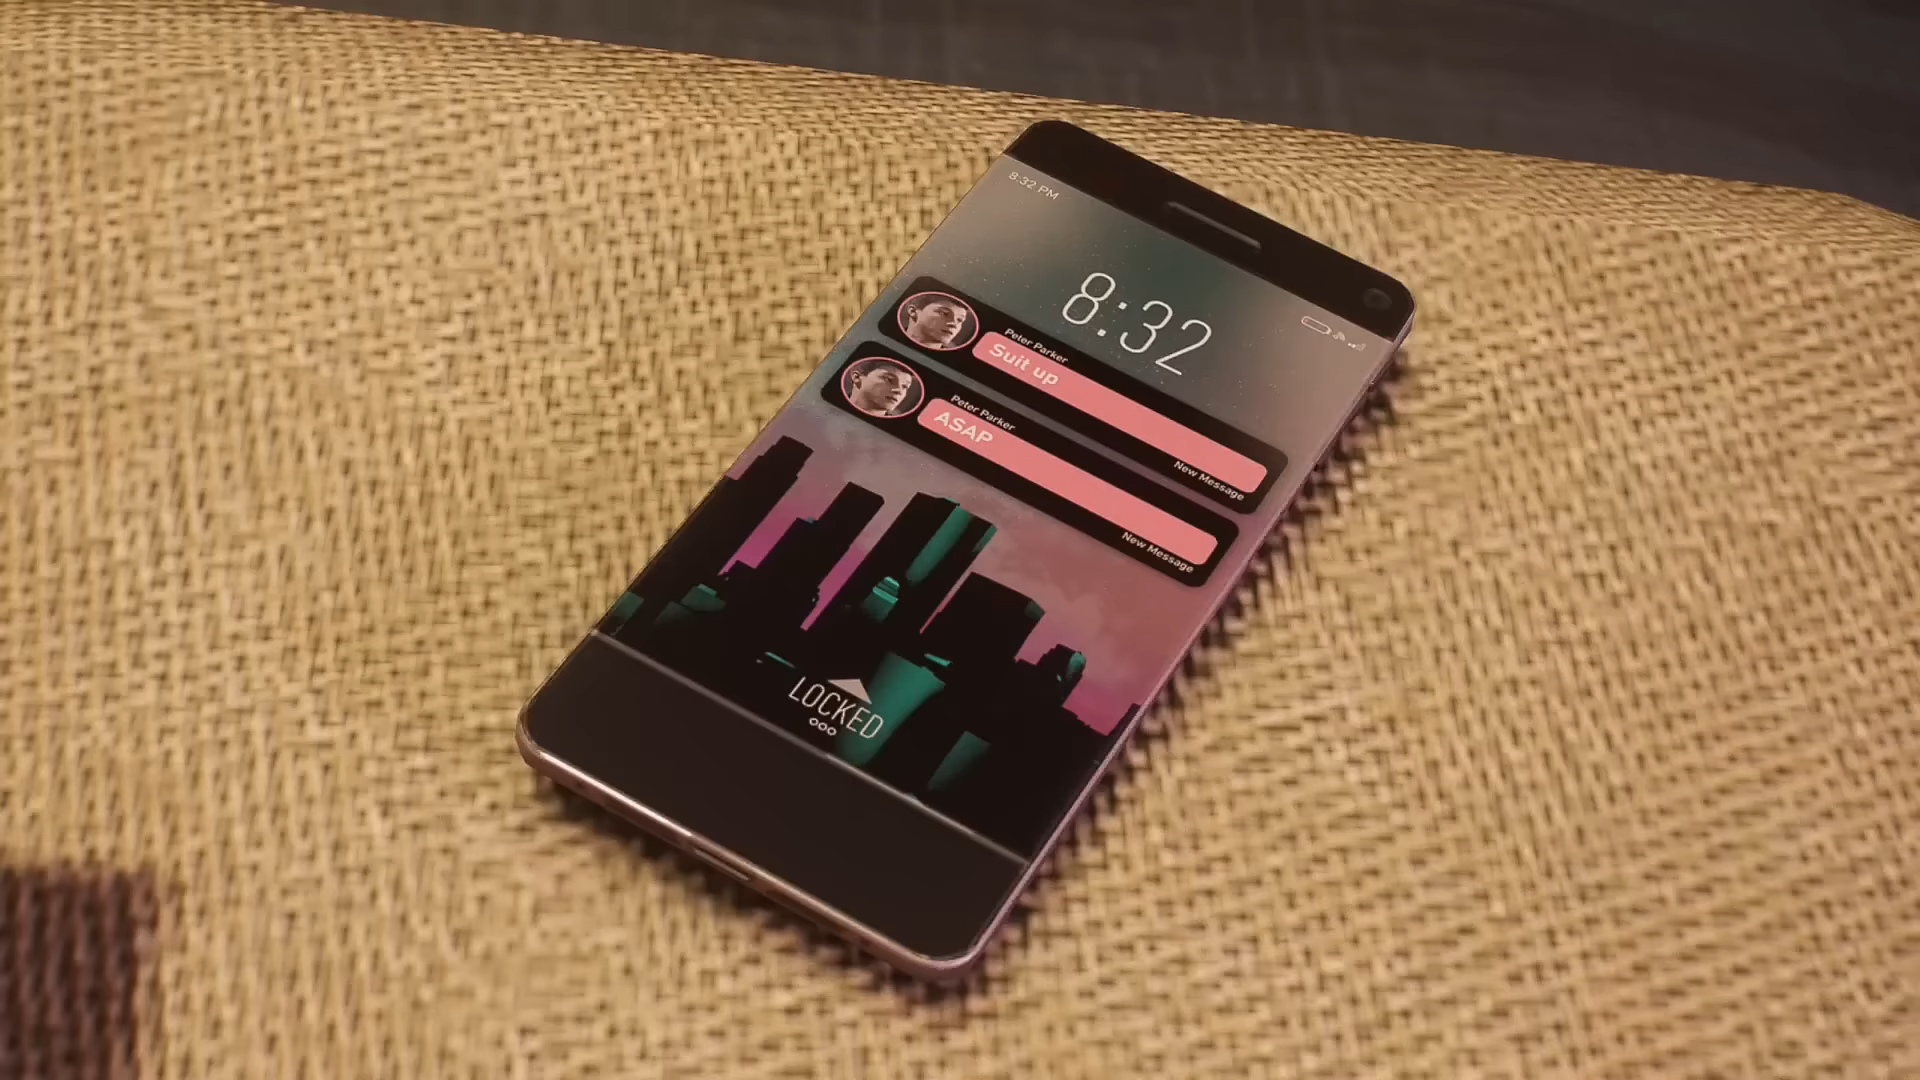 8:32 PM
8:32
Peter Parker
Suit up
New Message
Peter Parker
ASAP
New Message
LOCKED